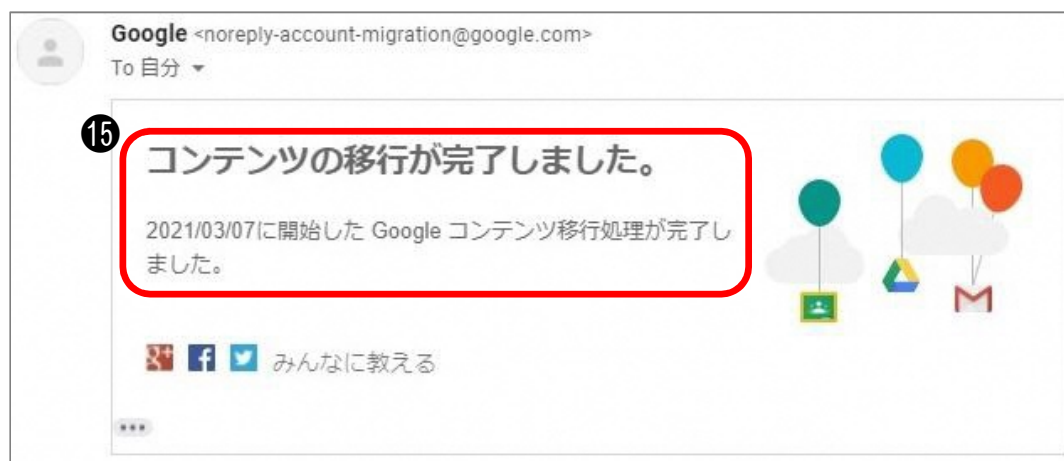 Google <noreply-account-migration@google.com>
To 自分
⓯
コンテンツの移行が完了しました。
2021/03/07に開始した Google コンテンツ移行処理が完了し
ました。
みんなに教える